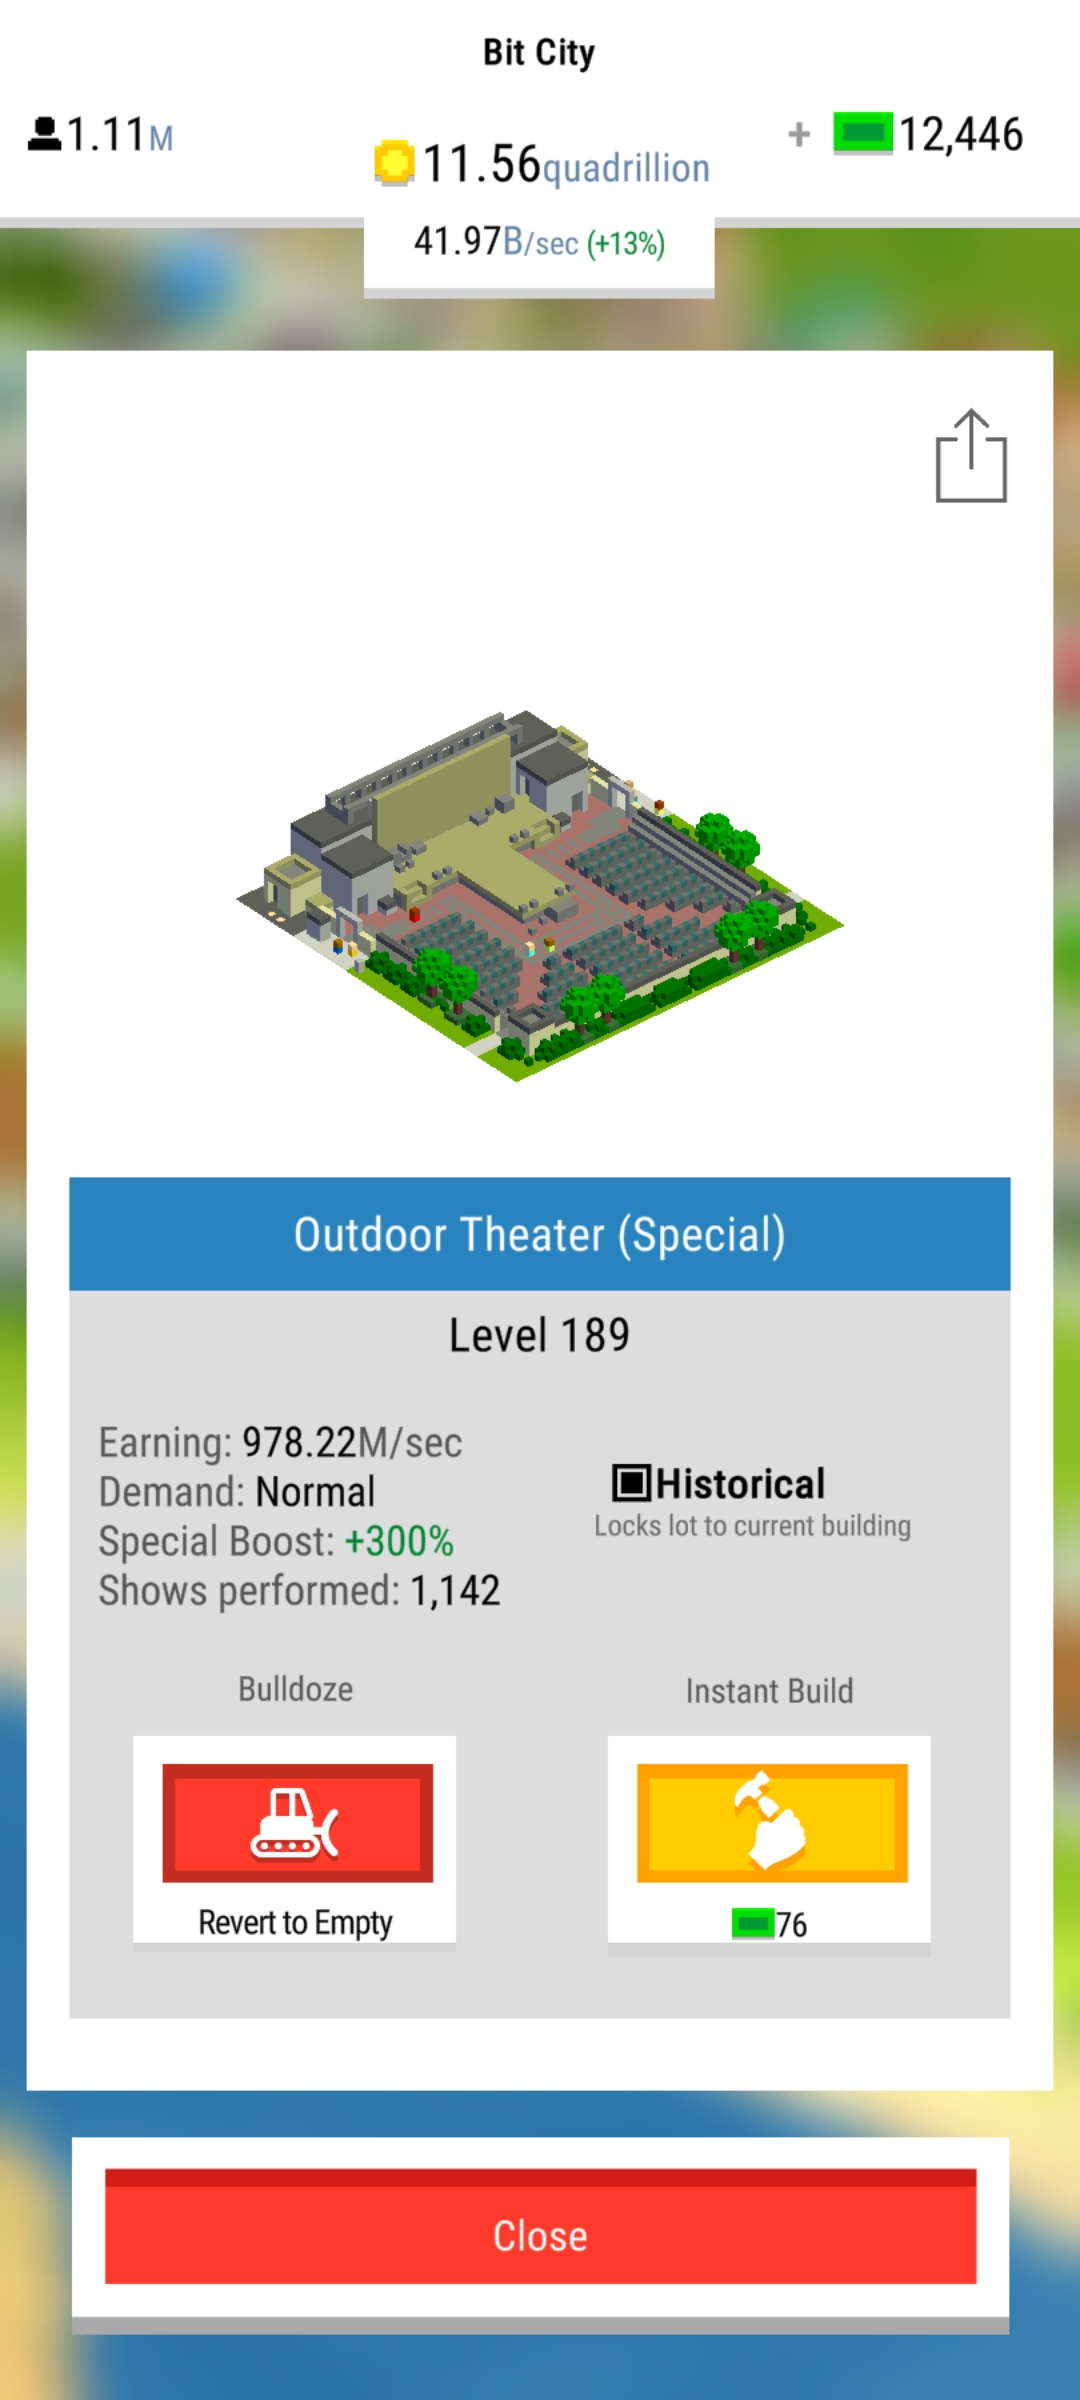 Bit City
1.11M
11.56quadrillion
+ 12,446
41.97B/sec (+13%)
Outdoor Theater (Special)
Level 189
Earning: 978.22M/sec
Demand: Normal
Special Boost: +300%
Shows performed: 1,142
Historical
Locks lot to current building
Bulldoze
Instant Build
Revert to Empty
76
Close